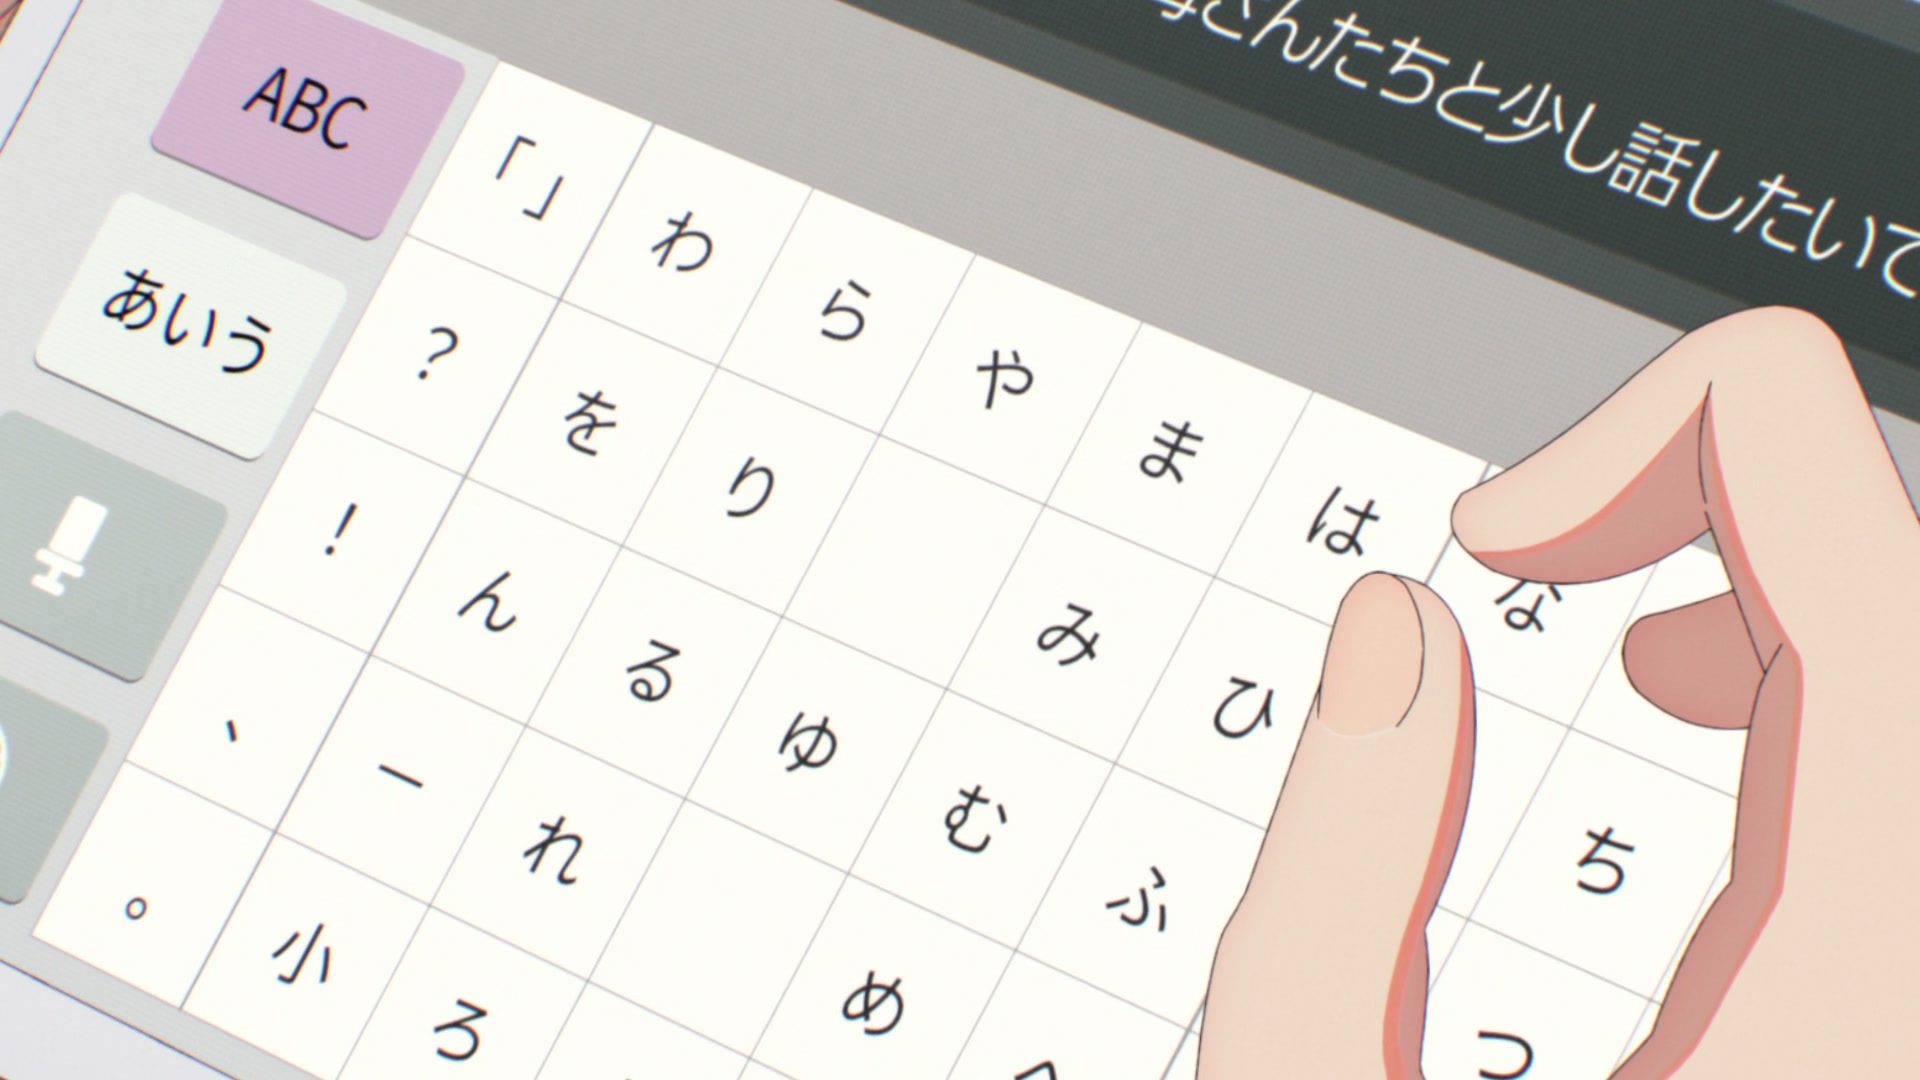 さんたちと少し話したいて
ABC
あいう
「」 わ ら や ま は な
? を り み ひ ち
! ん る ゆ む ふ つ
、 ー れ め
。 小 ろ